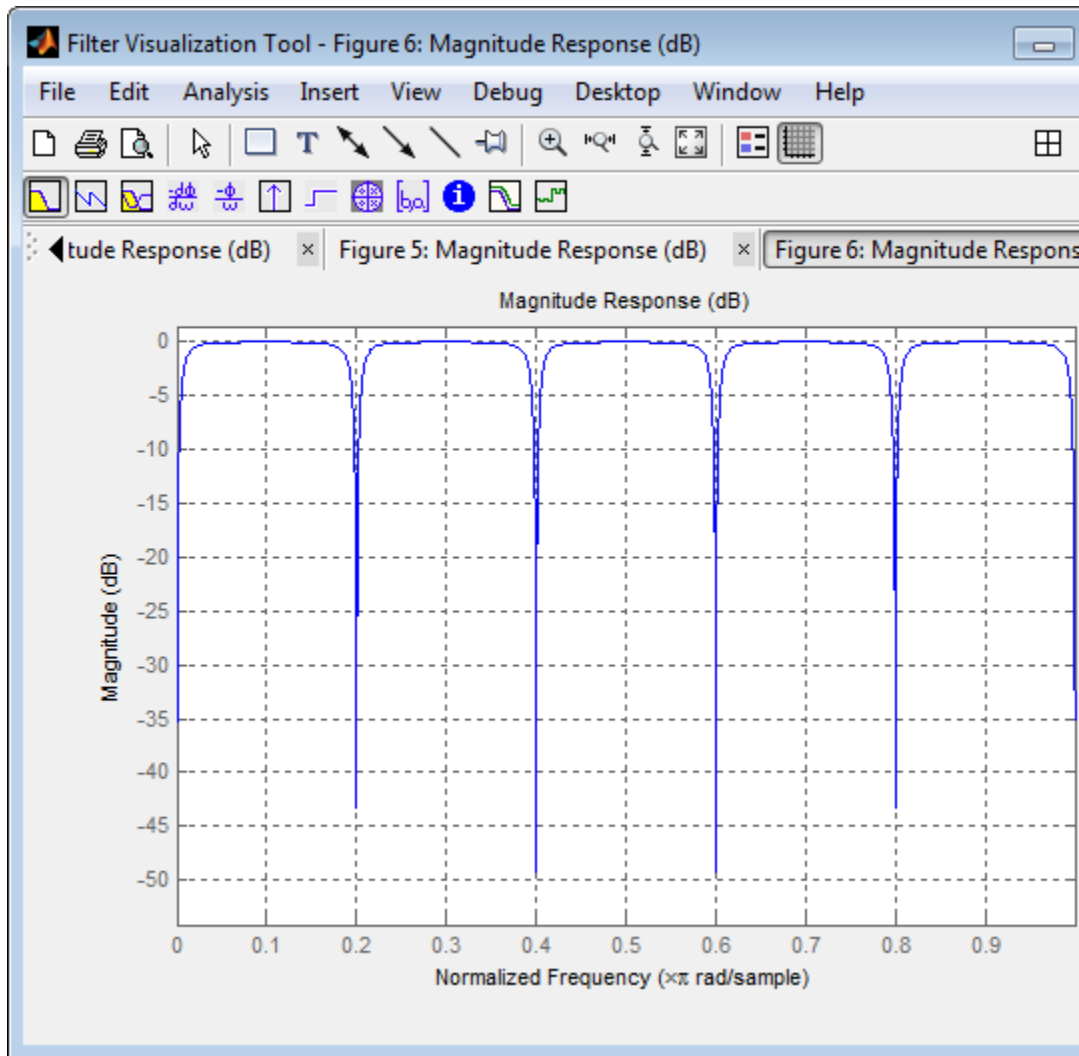 Filter Visualization Tool - Figure 6: Magnitude Response (dB)
File Edit Analysis Insert View Debug Desktop Window Help
T
-dϕ/dω -ϕ/ω [b,a] i
tude Response (dB) × Figure 5: Magnitude Response (dB) × Figure 6: Magnitude Respons
Magnitude Response (dB)
0
-5
-10
-15
-20
-25
-30
-35
-40
-45
-50
Magnitude (dB)
0 0.1 0.2 0.3 0.4 0.5 0.6 0.7 0.8 0.9
Normalized Frequency (×π rad/sample)